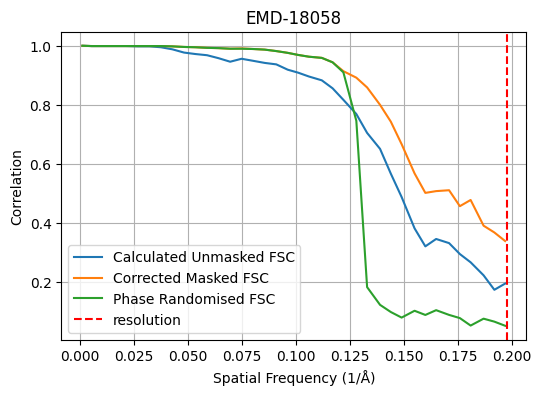 EMD-18058
Correlation
1.0
0.8
0.6
0.4
0.2
Calculated Unmasked FSC
Corrected Masked FSC
Phase Randomised FSC
resolution
0.000 0.025 0.050 0.075 0.100 0.125 0.150 0.175 0.200
Spatial Frequency (1/Å)